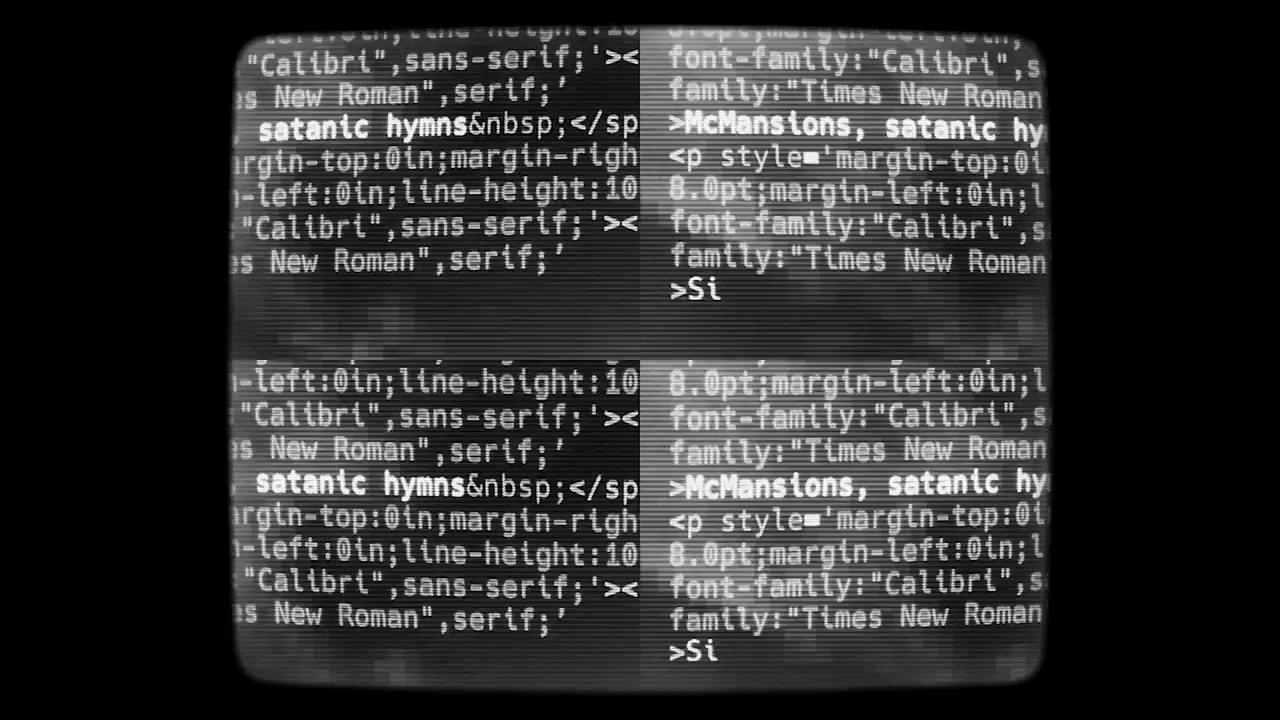 "Calibri",sans-serif;'><
s New Roman",serif;'
, satanic hymns&nbsp;</sp
argin-top:0in;margin-righ
n-left:0in;line-height:10
"Calibri",sans-serif;'><
es New Roman",serif;'
font-family:"Calibri",s
family:"Times New Roman
>McMansions, satanic hy
<p style='margin-top:0i
8.0pt;margin-left:0in;l
font-family:"Calibri",s
family:"Times New Roman
>Si
n-left:0in;line-height:10
"Calibri",sans-serif;'><
s New Roman",serif;'
, satanic hymns&nbsp;</sp
argin-top:0in;margin-righ
n-left:0in;line-height:10
"Calibri",sans-serif;'><
es New Roman",serif;'
8.0pt;margin-left:0in;l
font-family:"Calibri",s
family:"Times New Roman
>McMansions, satanic hy
<p style='margin-top:0i
8.0pt;margin-left:0in;l
font-family:"Calibri",s
family:"Times New Roman
>Si